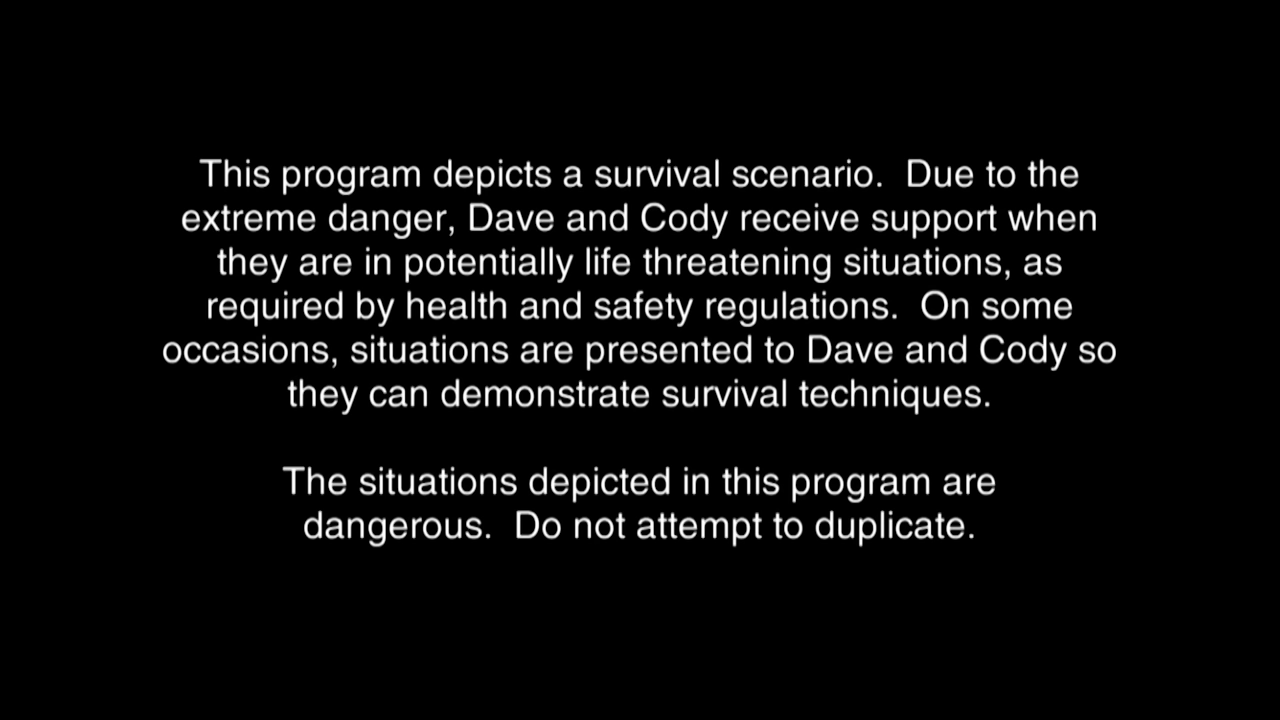 This program depicts a survival scenario.  Due to the
extreme danger, Dave and Cody receive support when
they are in potentially life threatening situations, as
required by health and safety regulations.  On some
occasions, situations are presented to Dave and Cody so
they can demonstrate survival techniques.
The situations depicted in this program are
dangerous.  Do not attempt to duplicate.